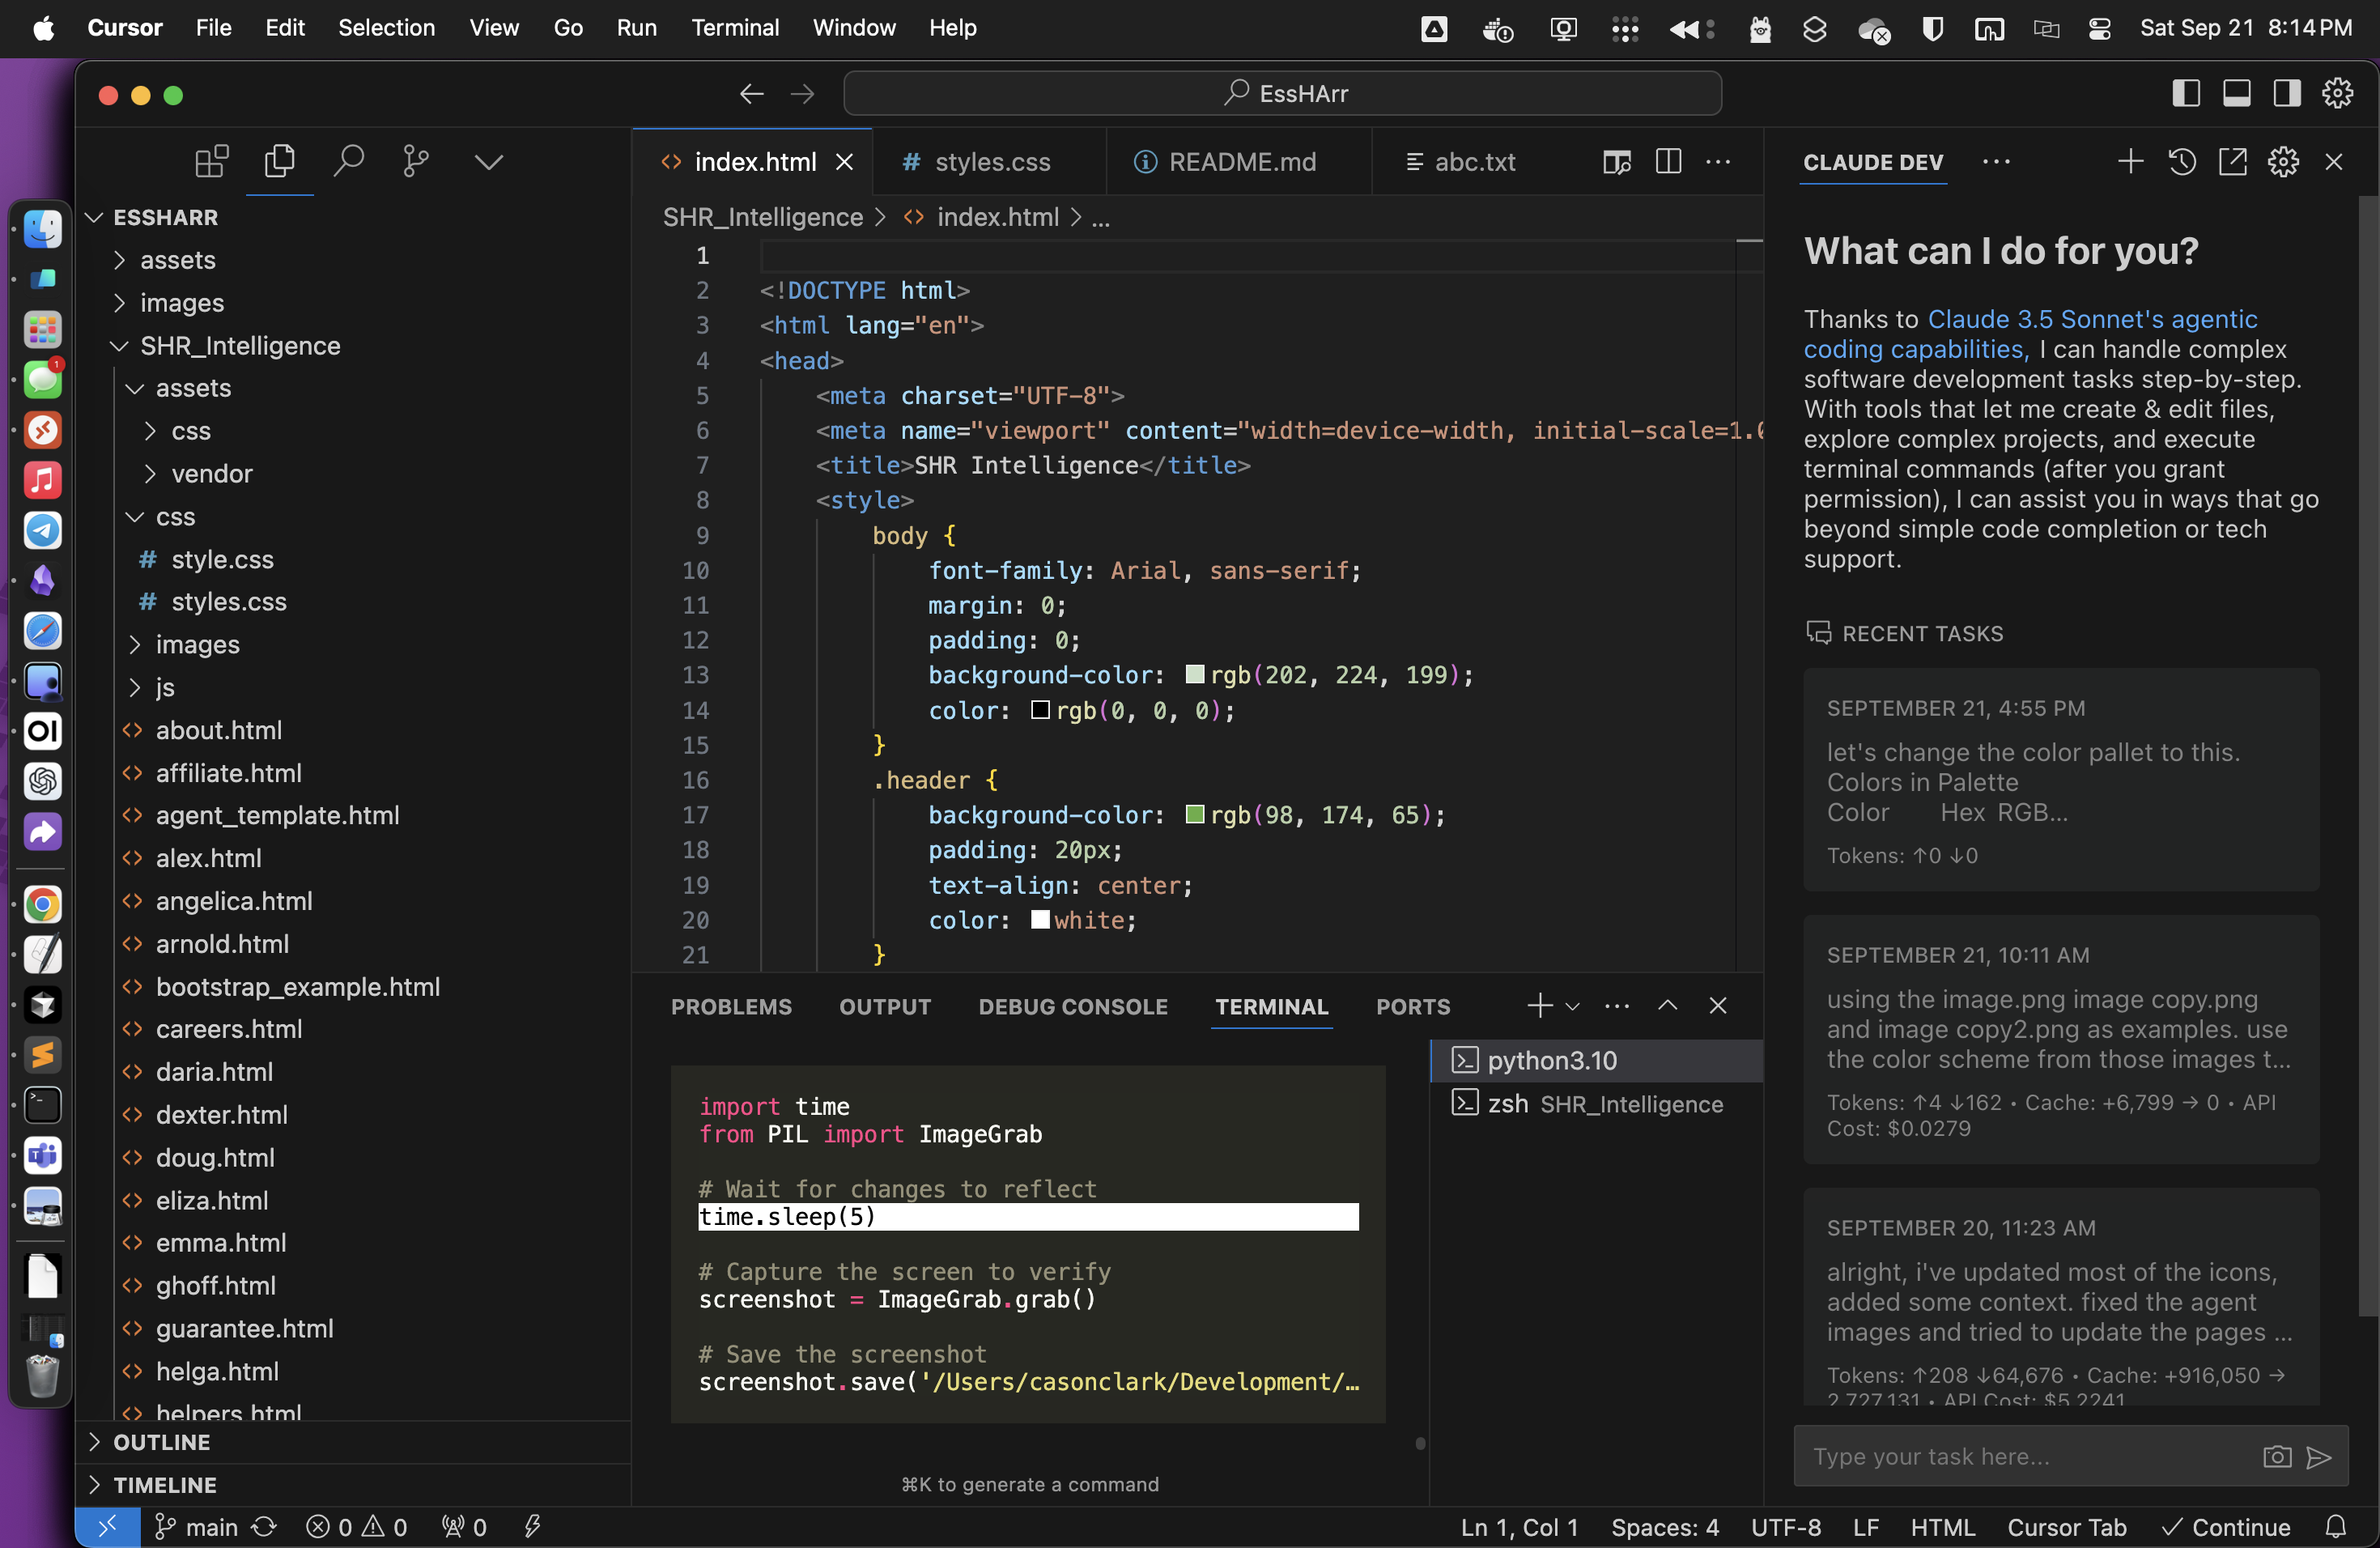 Cursor File Edit Selection View Go Run Terminal Window Help Sat Sep 21 8:14 PM
EssHArr
ESSHARR
assets
images
SHR_Intelligence
assets
css
vendor
css
# style.css
# styles.css
images
js
<> about.html
<> affiliate.html
<> agent_template.html
<> alex.html
<> angelica.html
<> arnold.html
<> bootstrap_example.html
<> careers.html
<> daria.html
<> dexter.html
<> doug.html
<> eliza.html
<> emma.html
<> ghoff.html
<> guarantee.html
<> helga.html
<> helpers.html
OUTLINE
TIMELINE
<> index.html # styles.css README.md abc.txt
SHR_Intelligence > <> index.html > ...
1
2 <!DOCTYPE html>
3 <html lang="en">
4 <head>
5 <meta charset="UTF-8">
6 <meta name="viewport" content="width=device-width, initial-scale=1.0
7 <title>SHR Intelligence</title>
8 <style>
9 body {
10 font-family: Arial, sans-serif;
11 margin: 0;
12 padding: 0;
13 background-color: rgb(202, 224, 199);
14 color: rgb(0, 0, 0);
15 }
16 .header {
17 background-color: rgb(98, 174, 65);
18 padding: 20px;
19 text-align: center;
20 color: white;
21 }
PROBLEMS OUTPUT DEBUG CONSOLE TERMINAL PORTS
import time
from PIL import ImageGrab
# Wait for changes to reflect
time.sleep(5)
# Capture the screen to verify
screenshot = ImageGrab.grab()
# Save the screenshot
screenshot.save('/Users/casonclark/Development/…
⌘K to generate a command
python3.10
zsh SHR_Intelligence
CLAUDE DEV
What can I do for you?
Thanks to Claude 3.5 Sonnet's agentic
coding capabilities, I can handle complex
software development tasks step-by-step.
With tools that let me create & edit files,
explore complex projects, and execute
terminal commands (after you grant
permission), I can assist you in ways that go
beyond simple code completion or tech
support.
RECENT TASKS
SEPTEMBER 21, 4:55 PM
let's change the color pallet to this.
Colors in Palette
Color Hex RGB...
Tokens: ↑0 ↓0
SEPTEMBER 21, 10:11 AM
using the image.png image copy.png
and image copy2.png as examples. use
the color scheme from those images t...
Tokens: ↑4 ↓162 • Cache: +6,799 → 0 • API
Cost: $0.0279
SEPTEMBER 20, 11:23 AM
alright, i've updated most of the icons,
added some context. fixed the agent
images and tried to update the pages ...
Tokens: ↑208 ↓64,676 • Cache: +916,050 →
2,727,131 • API Cost: $5.2241
Type your task here...
main 0 0 0 Ln 1, Col 1 Spaces: 4 UTF-8 LF HTML Cursor Tab Continue
1
OI